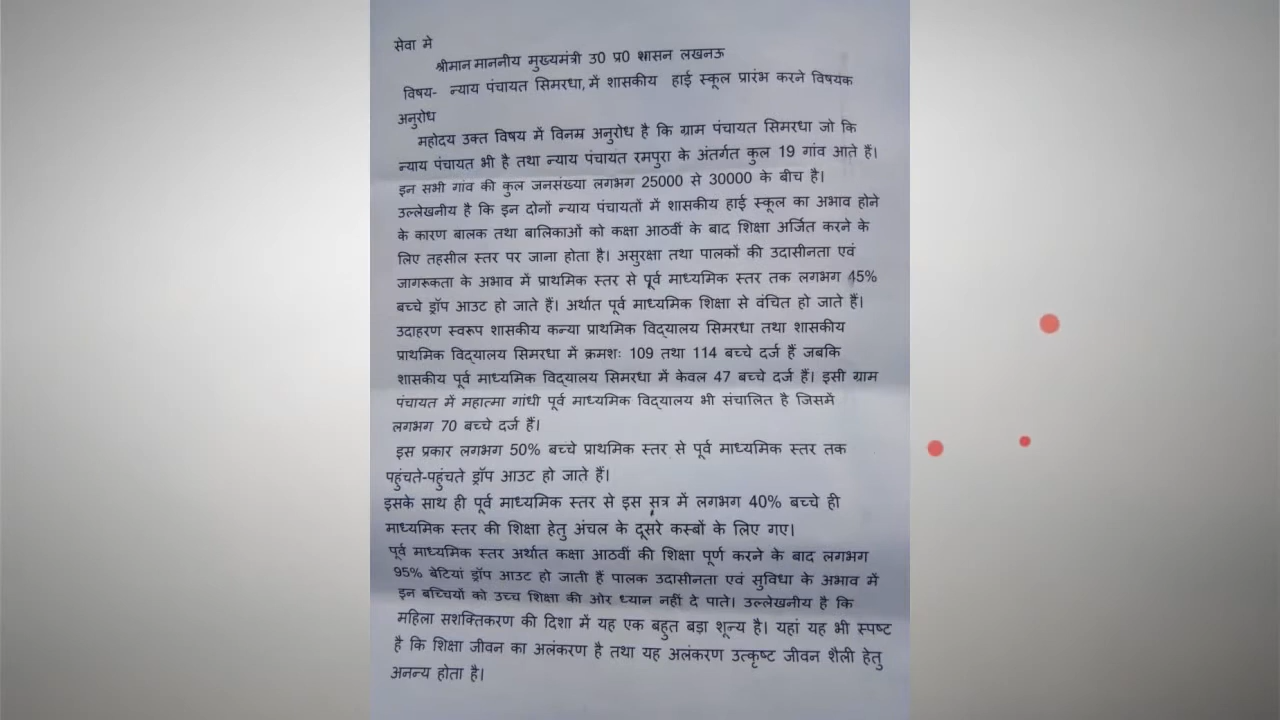 सेवा मे
श्रीमान माननीय मुख्यमंत्री उ0 प्र0 शासन लखनऊ
विषय- न्याय पंचायत सिमरधा, में शासकीय हाई स्कूल प्रारंभ करने विषयक
अनुरोध
महोदय उक्त विषय में विनम्र अनुरोध है कि ग्राम पंचायत सिमरधा जो कि
न्याय पंचायत भी है तथा न्याय पंचायत रमपुरा के अंतर्गत कुल 19 गांव आते हैं।
इन सभी गांव की कुल जनसंख्या लगभग 25000 से 30000 के बीच है।
उल्लेखनीय है कि इन दोनों न्याय पंचायतों में शासकीय हाई स्कूल का अभाव होने
के कारण बालक तथा बालिकाओं को कक्षा आठवीं के बाद शिक्षा अर्जित करने के
लिए तहसील स्तर पर जाना होता है। असुरक्षा तथा पालकों की उदासीनता एवं
जागरूकता के अभाव में प्राथमिक स्तर से पूर्व माध्यमिक स्तर तक लगभग 45%
बच्चे ड्रॉप आउट हो जाते हैं। अर्थात पूर्व माध्यमिक शिक्षा से वंचित हो जाते हैं।
उदाहरण स्वरूप शासकीय कन्या प्राथमिक विद्यालय सिमरधा तथा शासकीय
प्राथमिक विद्यालय सिमरधा में क्रमशः 109 तथा 114 बच्चे दर्ज हैं जबकि
शासकीय पूर्व माध्यमिक विद्यालय सिमरधा में केवल 47 बच्चे दर्ज हैं। इसी ग्राम
पंचायत में महात्मा गांधी पूर्व माध्यमिक विद्यालय भी संचालित है जिसमें
लगभग 70 बच्चे दर्ज हैं।
इस प्रकार लगभग 50% बच्चंे प्राथमिक स्तर से पूर्व माध्यमिक स्तर तक
पहुंचते-पहुंचते ड्रॉप आउट हो जाते हैं।
इसके साथ ही पूर्व माध्यमिक स्तर से इस सत्र में लगभग 40% बच्चे ही
माध्यमिक स्तर की शिक्षा हेतु अंचल के दूसरे कस्बों के लिए गए।
पूर्व माध्यमिक स्तर अर्थात कक्षा आठवीं की शिक्षा पूर्ण करने के बाद लगभग
95% बेटियां ड्रॉप आउट हो जाती हैं पालक उदासीनता एवं सुविधा के अभाव में
इन बच्चियों को उच्च शिक्षा की ओर ध्यान नहीं दे पाते। उल्लेखनीय है कि
महिला सशक्तिकरण की दिशा में यह एक बहुत बड़ा शून्य है। यहां यह भी स्पष्ट
है कि शिक्षा जीवन का अलंकरण है तथा यह अलंकरण उत्कृष्ट जीवन शैली हेतु
अनन्य होता है।